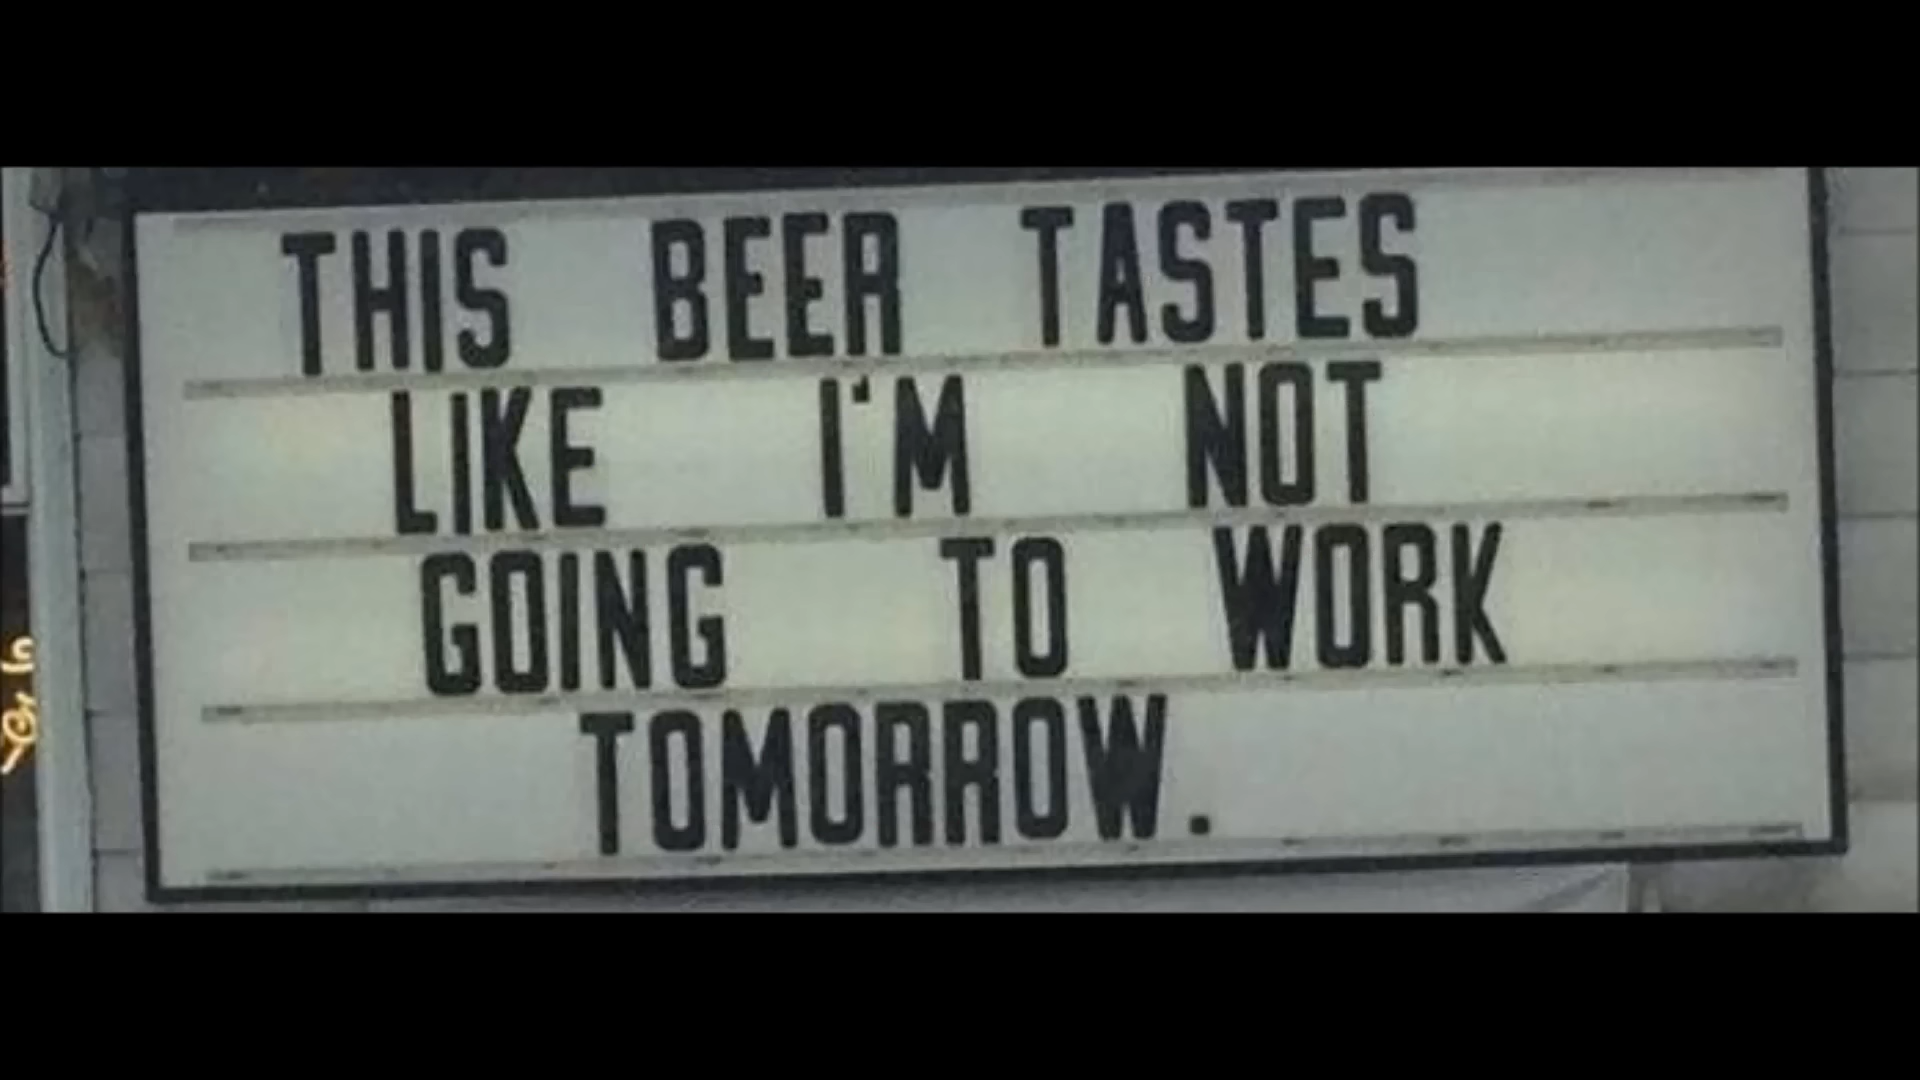 THIS BEER TASTES
LIKE I'M NOT
GOING TO WORK
TOMORROW.